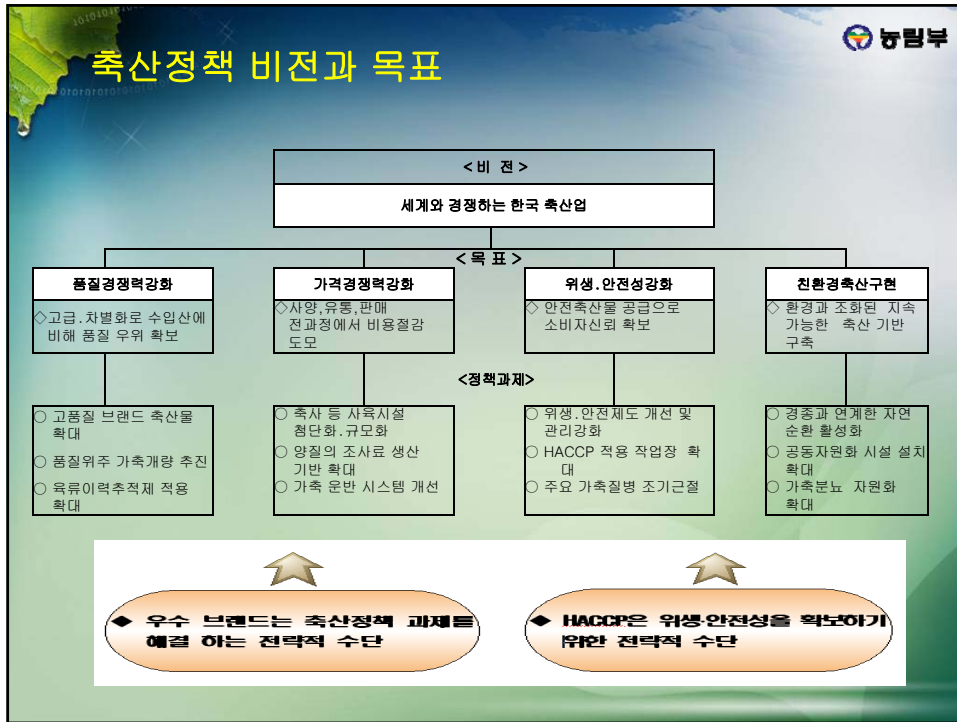 축산정책 비전과 목표
농림부
< 비 전 >
세계와 경쟁하는 한국 축산업
< 목 표 >
품질경쟁력강화
◇고급.차별화로 수입산에
비해 품질 우위 확보
가격경쟁력강화
◇사양,유통,판매
전과정에서 비용절감
도모
위생.안전성강화
◇ 안전축산물 공급으로
소비자신뢰 확보
친환경축산구현
◇ 환경과 조화된 지속
가능한 축산 기반
구축
<정책과제>
○ 고품질 브랜드 축산물
확대
○ 품질위주 가축개량 추진
○ 육류이력추적제 적용
확대
○ 축사 등 사육시설
첨단화.규모화
○ 양질의 조사료 생산
기반 확대
○ 가축 운반 시스템 개선
○ 위생.안전제도 개선 및
관리강화
○ HACCP 적용 작업장 확
대
○ 주요 가축질병 조기근절
○ 경종과 연계한 자연
순환 활성화
○ 공동자원화 시설 설치
확대
○ 가축분뇨 자원화
확대
◆ 우수 브랜드는 축산정책 과제를
해결 하는 전략적 수단
◆ HACCP은 위생·안전성을 확보하기
위한 전략적 수단